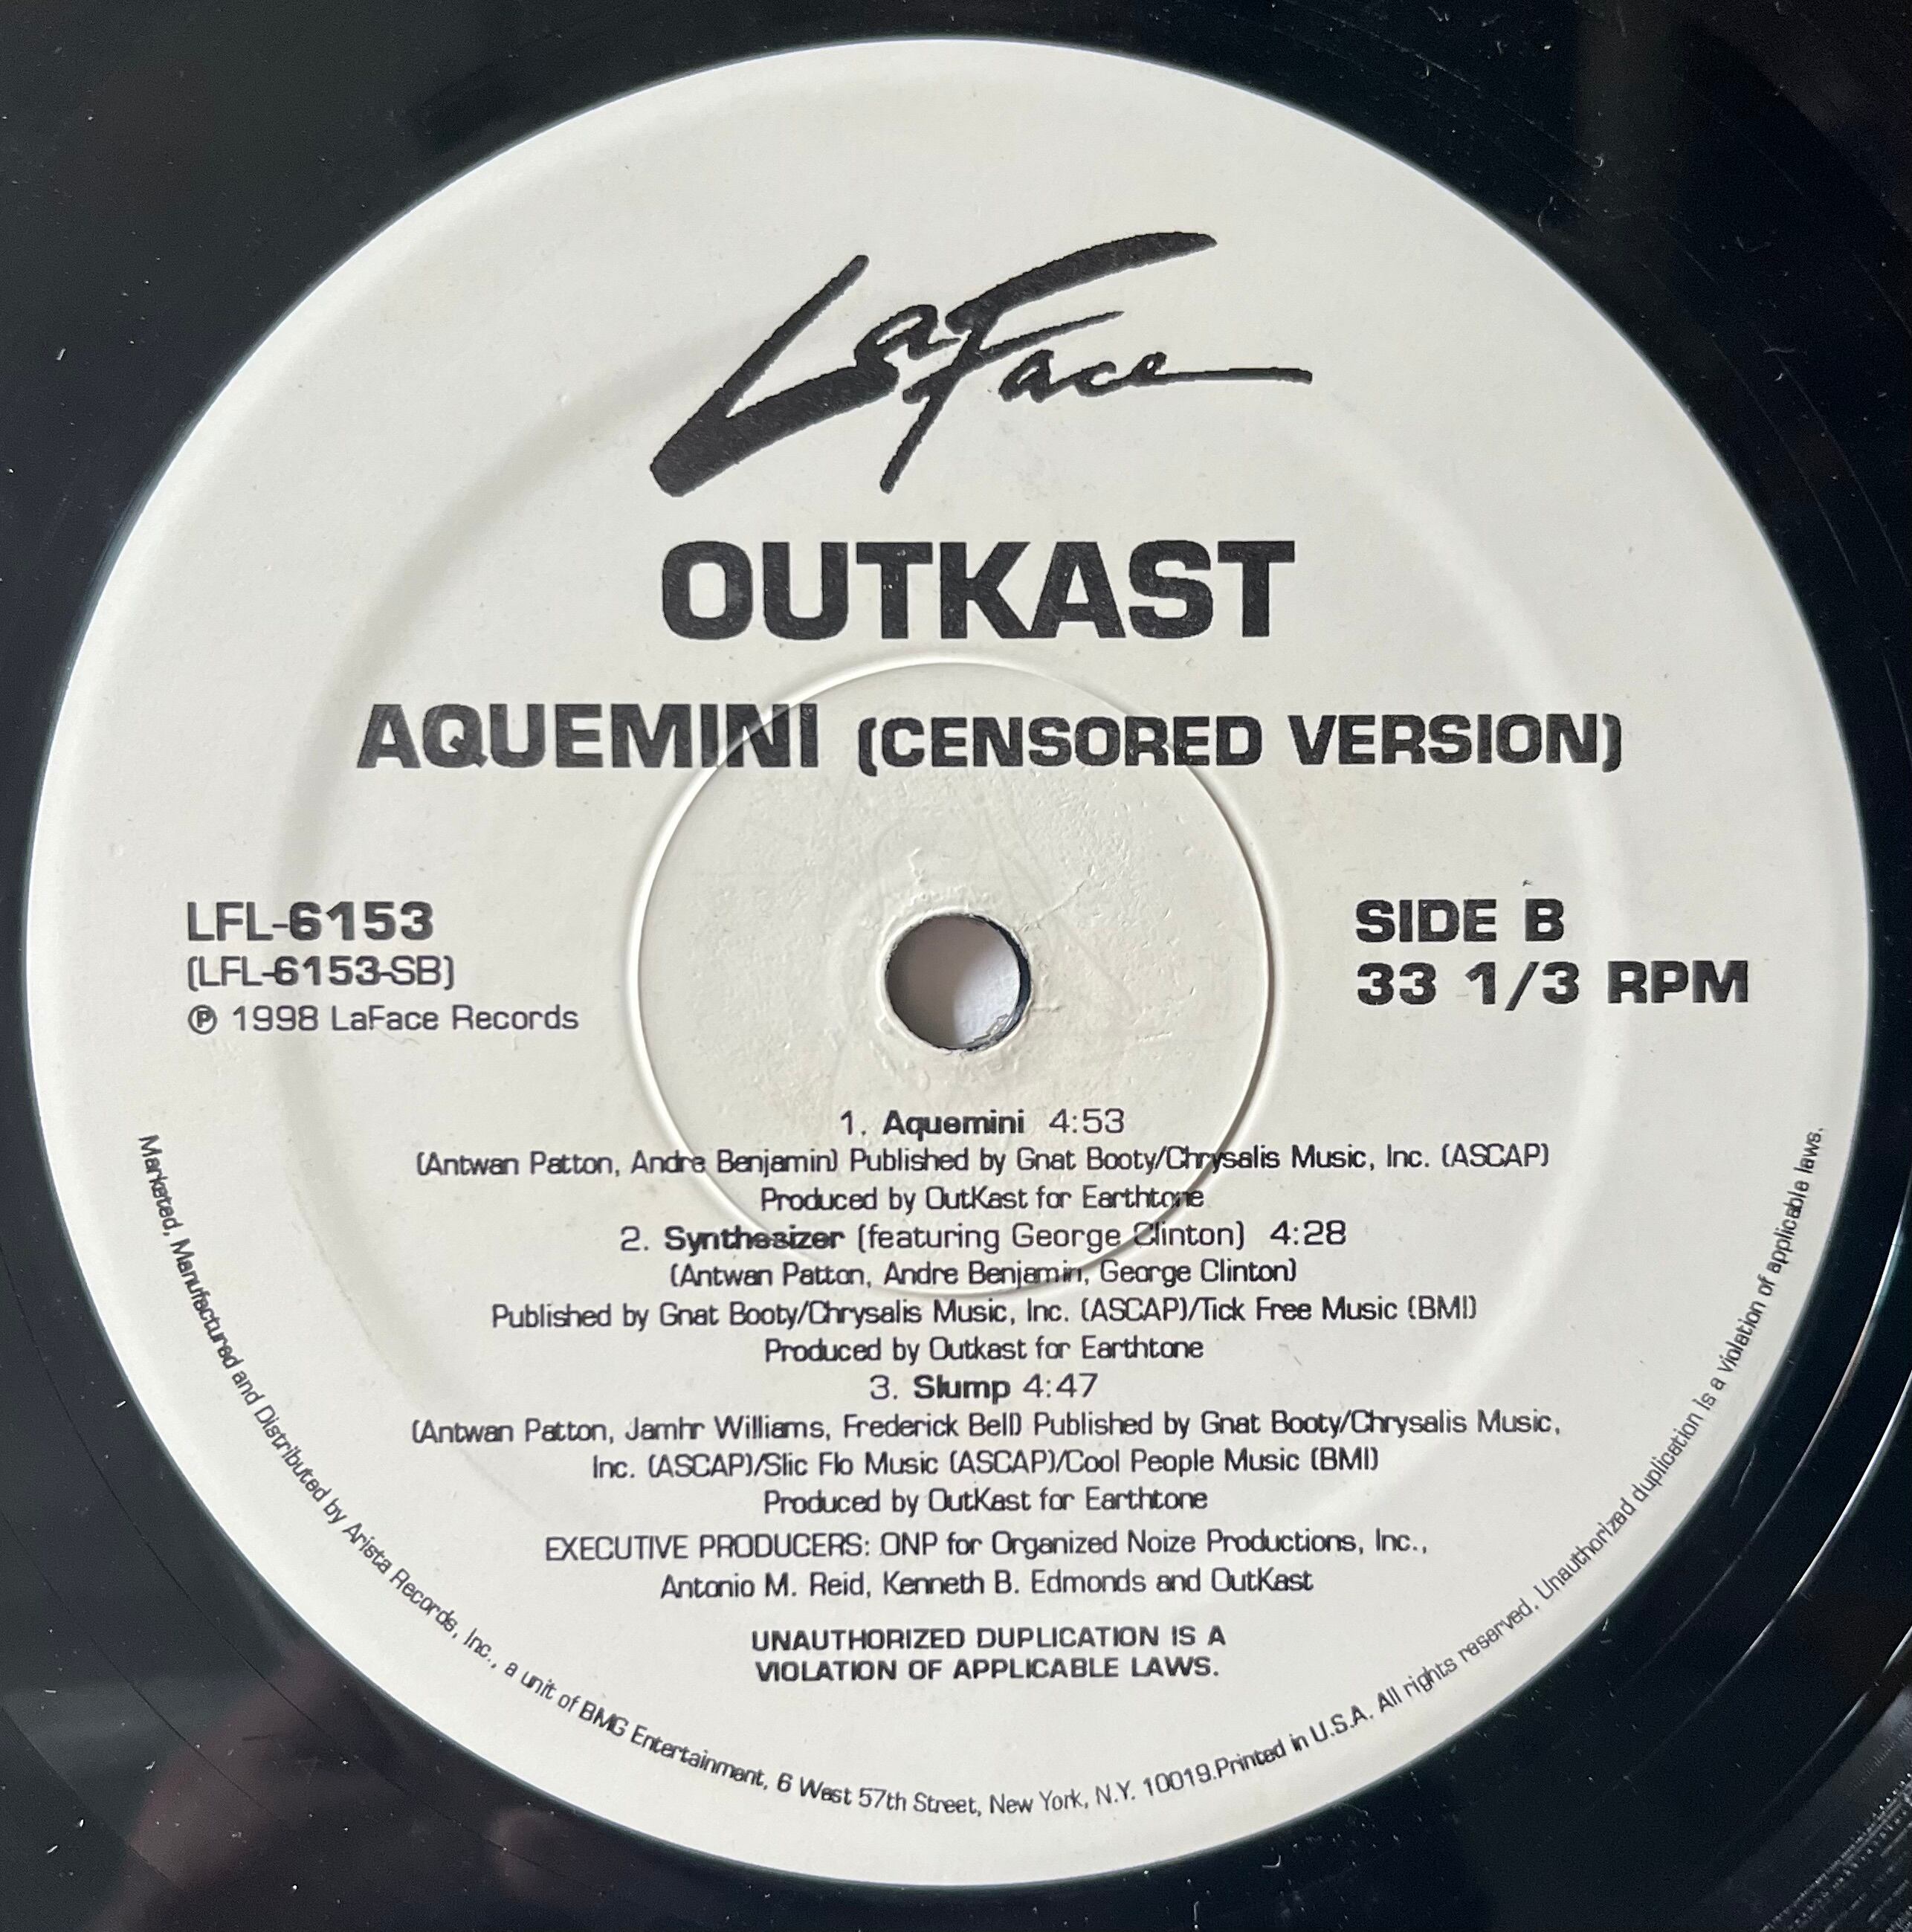 LaFace
OUTKAST
AQUEMINI (CENSORED VERSION)
LFL-6153
(LFL-6153-SB)
℗ 1998 LaFace Records
SIDE B
33 1/3 RPM
1. Aquemini 4:53
(Antwan Patton, Andre Benjamin) Published by Gnat Booty/Chrysalis Music, Inc. (ASCAP)
Produced by OutKast for Earthtone
2. Synthesizer (featuring George Clinton) 4:28
(Antwan Patton, Andre Benjamin, George Clinton)
Published by Gnat Booty/Chrysalis Music, Inc. (ASCAP)/Tick Free Music (BMI)
Produced by Outkast for Earthtone
3. Slump 4:47
(Antwan Patton, Jamhr Williams, Frederick Bell) Published by Gnat Booty/Chrysalis Music,
Inc. (ASCAP)/Slic Flo Music (ASCAP)/Cool People Music (BMI)
Produced by OutKast for Earthtone
EXECUTIVE PRODUCERS: ONP for Organized Noize Productions, Inc.,
Antonio M. Reid, Kenneth B. Edmonds and OutKast
UNAUTHORIZED DUPLICATION IS A
VIOLATION OF APPLICABLE LAWS.
Marketed, Manufactured and Distributed by Arista Records, Inc., a unit of BMG Entertainment, 6 West 57th Street, New York, N.Y. 10019.Printed in U.S.A. All rights reserved. Unauthorized duplication is a violation of applicable laws.